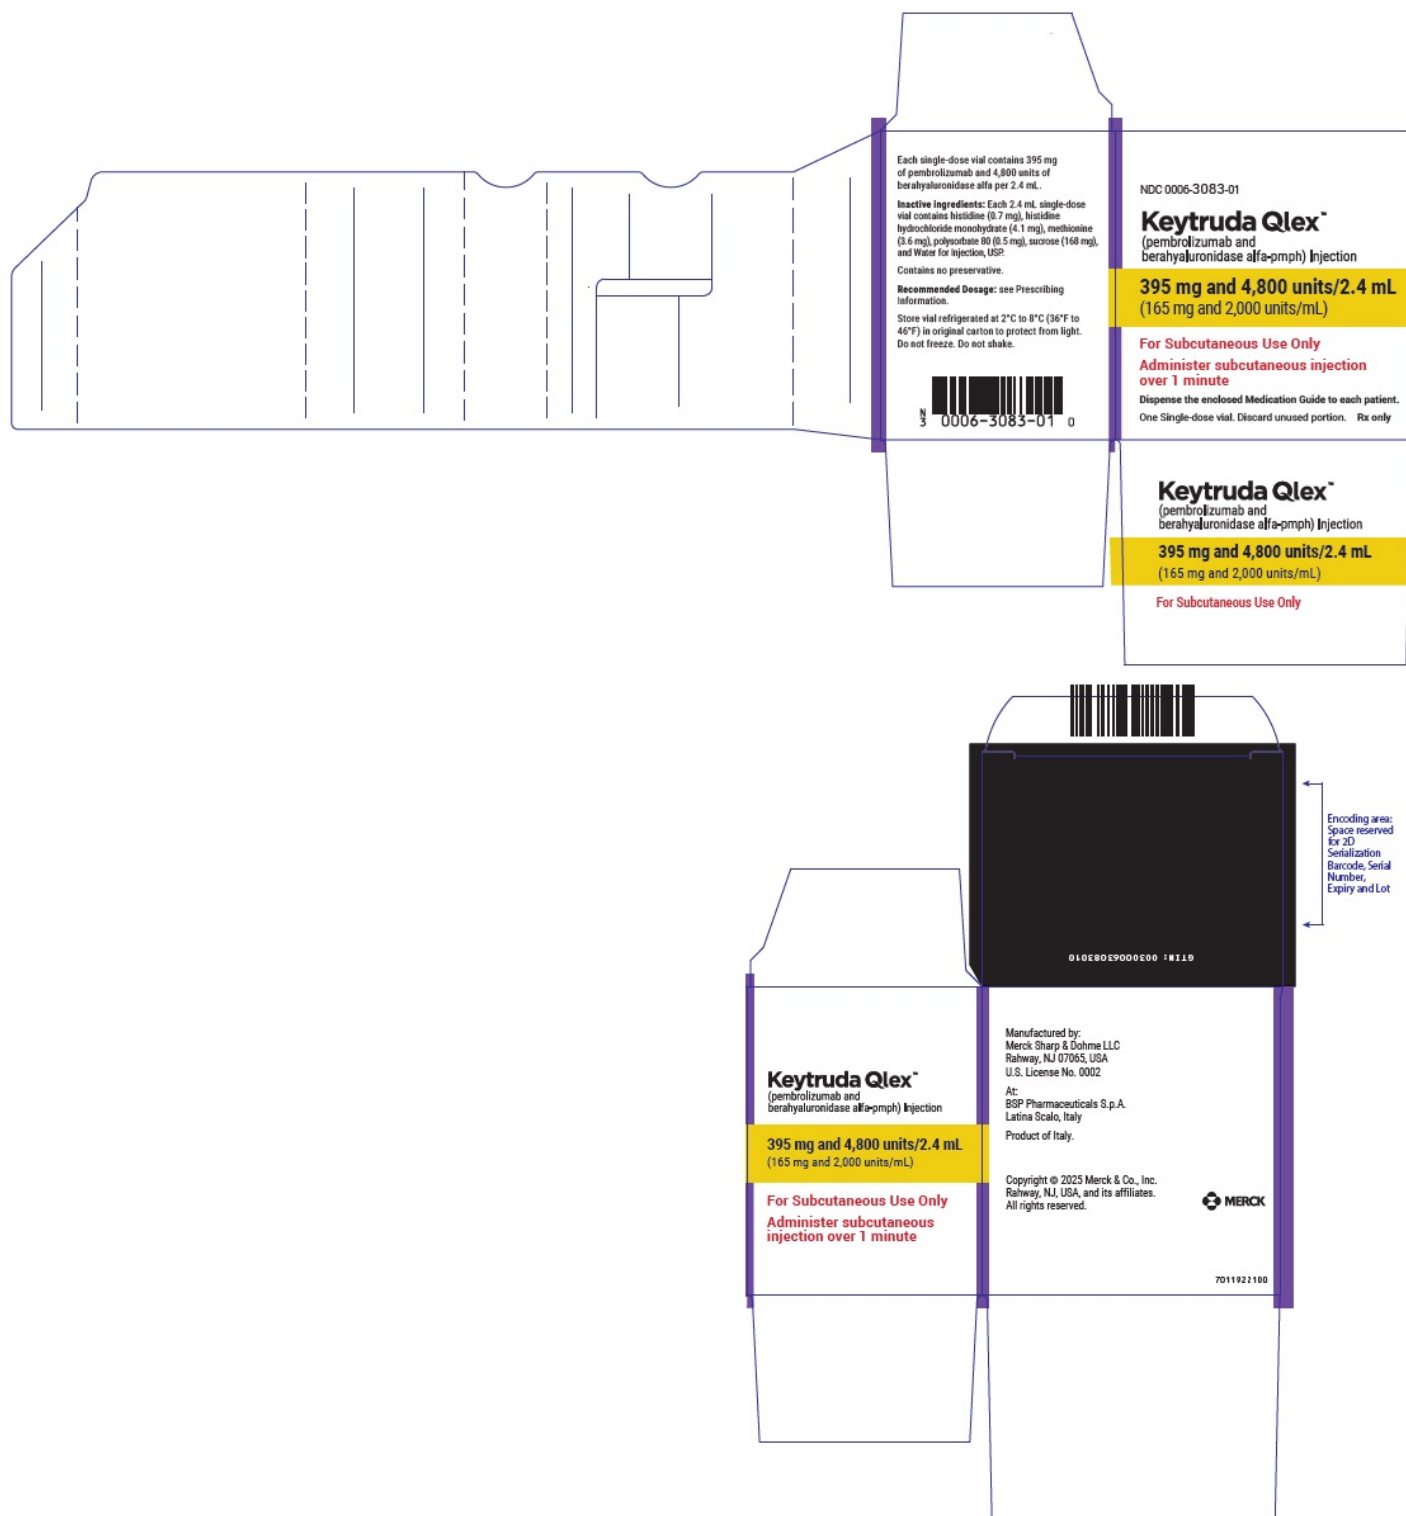 Each single-dose vial contains 395 mg
of pembrolizumab and 4,800 units of
berahyaluronidase alfa per 2.4 mL.
Inactive ingredients: Each 2.4 mL single-dose
vial contains histidine (0.7 mg), histidine
hydrochloride monohydrate (4.1 mg), methionine
(3.6 mg), polysorbate 80 (0.5 mg), sucrose (168 mg),
and Water for Injection, USP.
Contains no preservative.
Recommended Dosage: see Prescribing
Information.
Store vial refrigerated at 2°C to 8°C (36°F to
46°F) in original carton to protect from light.
Do not freeze. Do not shake.
N
3 0006-3083-01 0
NDC 0006-3083-01
Keytruda Qlex™
(pembrolizumab and
berahyaluronidase alfa-pmph) Injection
395 mg and 4,800 units/2.4 mL
(165 mg and 2,000 units/mL)
For Subcutaneous Use Only
Administer subcutaneous injection
over 1 minute
Dispense the enclosed Medication Guide to each patient.
One Single-dose vial. Discard unused portion. Rx only
Keytruda Qlex™
(pembrolizumab and
berahyaluronidase alfa-pmph) Injection
395 mg and 4,800 units/2.4 mL
(165 mg and 2,000 units/mL)
For Subcutaneous Use Only
Encoding area:
Space reserved
for 2D
Serialization
Barcode, Serial
Number,
Expiry and Lot
GTIN: 00300063083010
Keytruda Qlex™
(pembrolizumab and
berahyaluronidase alfa-pmph) Injection
395 mg and 4,800 units/2.4 mL
(165 mg and 2,000 units/mL)
For Subcutaneous Use Only
Administer subcutaneous
injection over 1 minute
Manufactured by:
Merck Sharp & Dohme LLC
Rahway, NJ 07065, USA
U.S. License No. 0002
At:
BSP Pharmaceuticals S.p.A.
Latina Scalo, Italy
Product of Italy.
Copyright © 2025 Merck & Co., Inc.
Rahway, NJ, USA, and its affiliates.
All rights reserved.
MERCK
7011922100